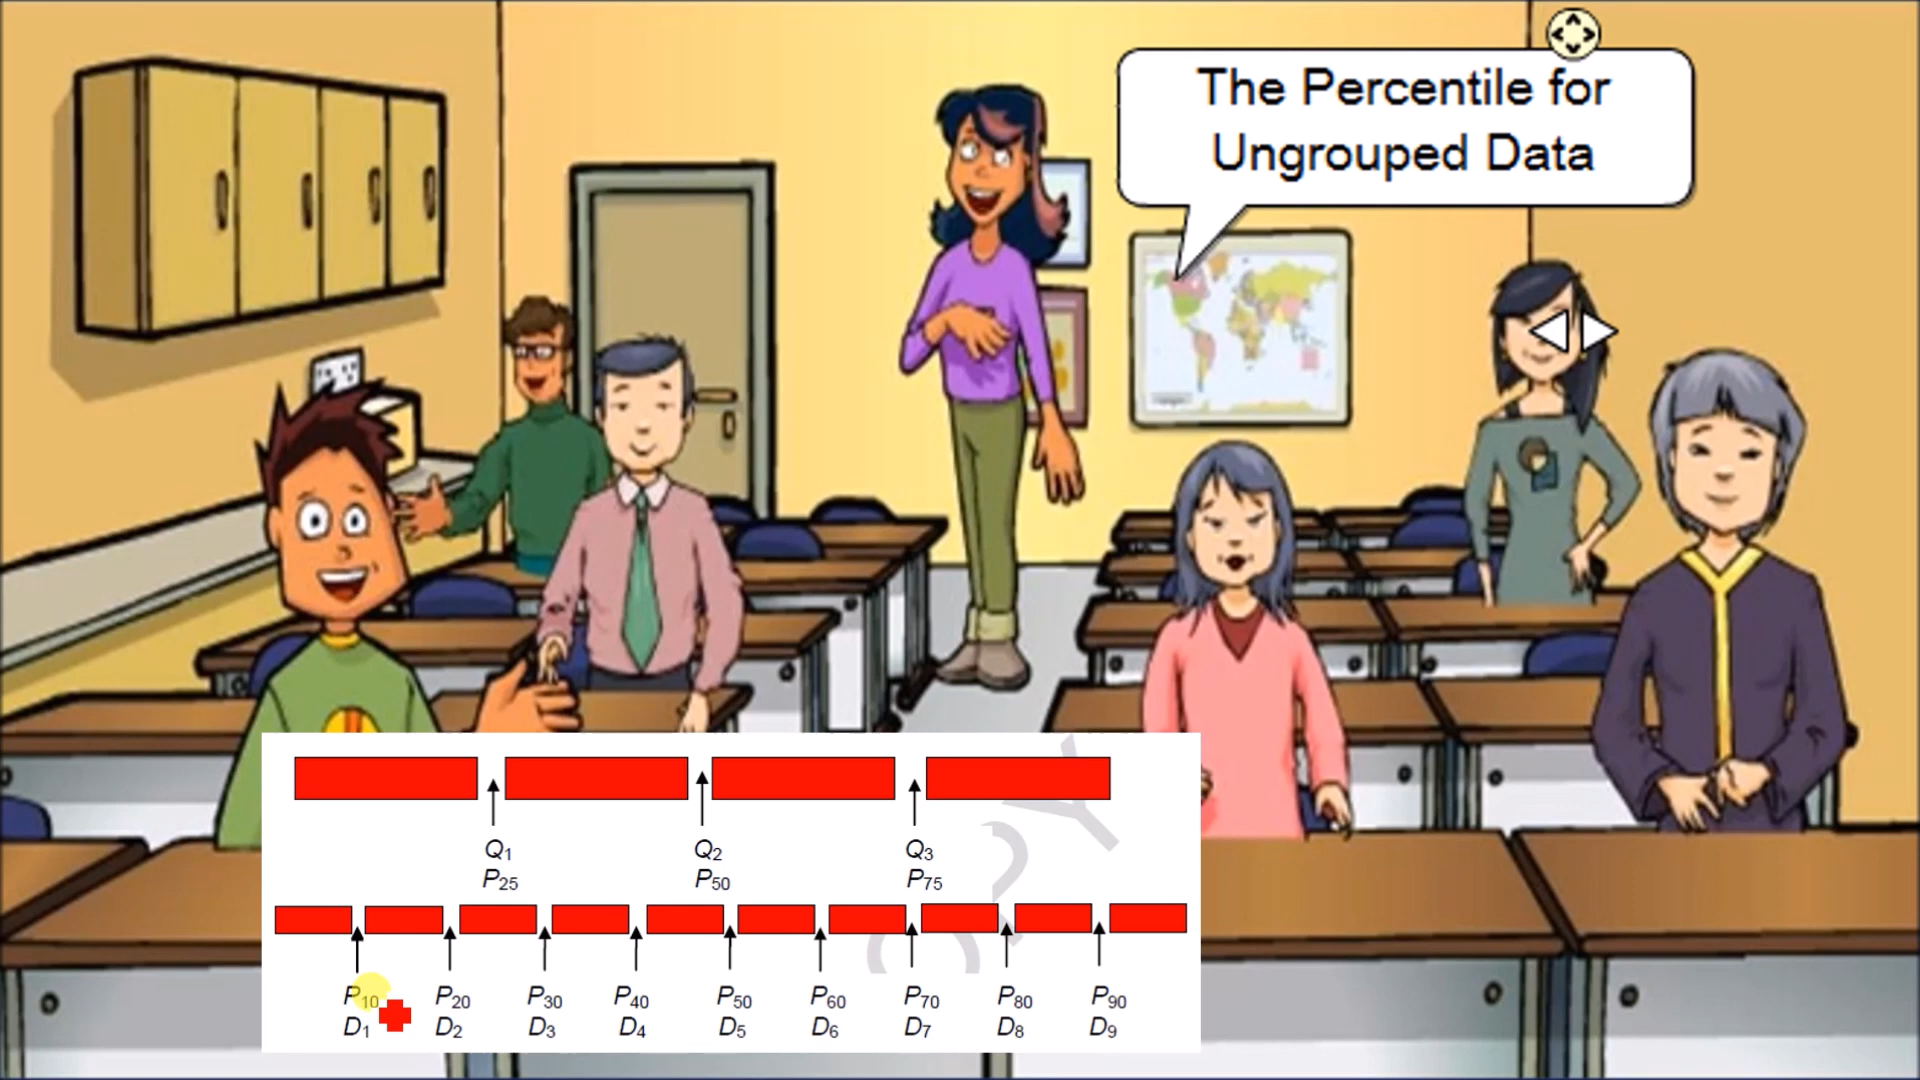 The Percentile for
Ungrouped Data
Q1 Q2 Q3
P25 P50 P75
P10 P20 P30 P40 P50 P60 P70 P80 P90
D1 D2 D3 D4 D5 D6 D7 D8 D9
OPY